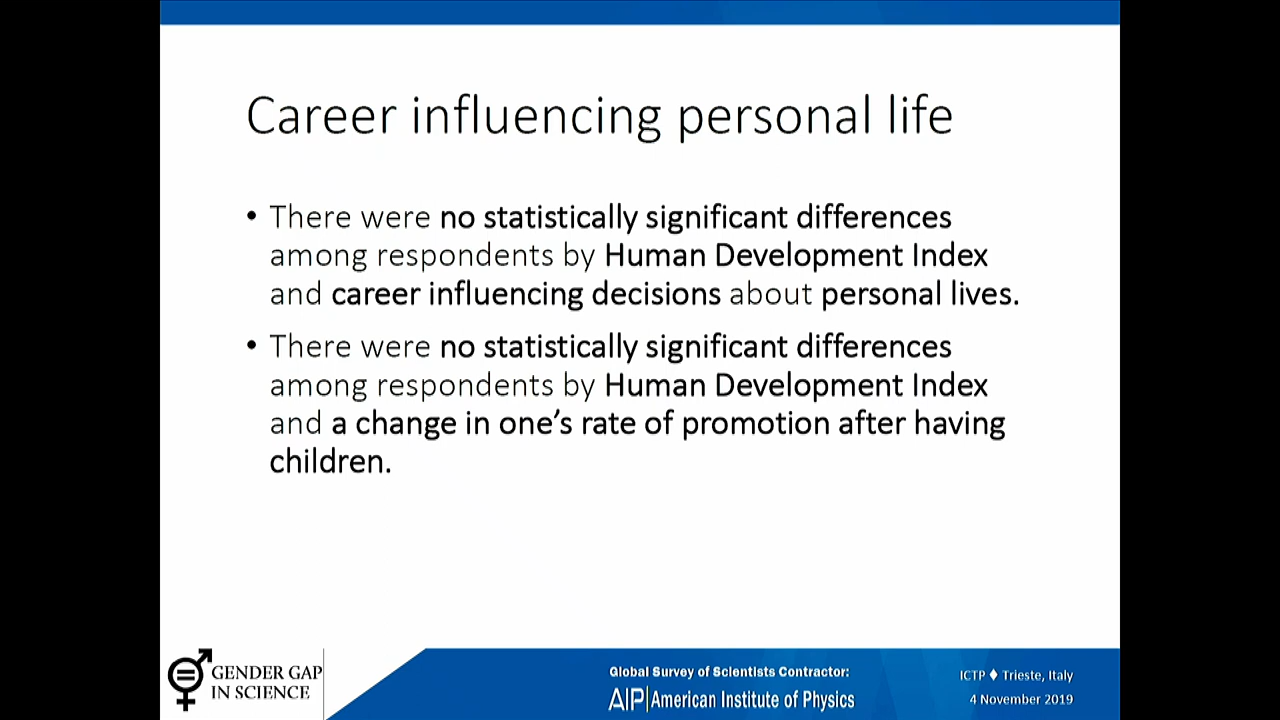 Career influencing personal life
• There were no statistically significant differences
among respondents by Human Development Index
and career influencing decisions about personal lives.
• There were no statistically significant differences
among respondents by Human Development Index
and a change in one’s rate of promotion after having
children.
GENDER GAP
IN SCIENCE
Global Survey of Scientists Contractor:
AIP American Institute of Physics
ICTP ♦ Trieste, Italy
4 November 2019